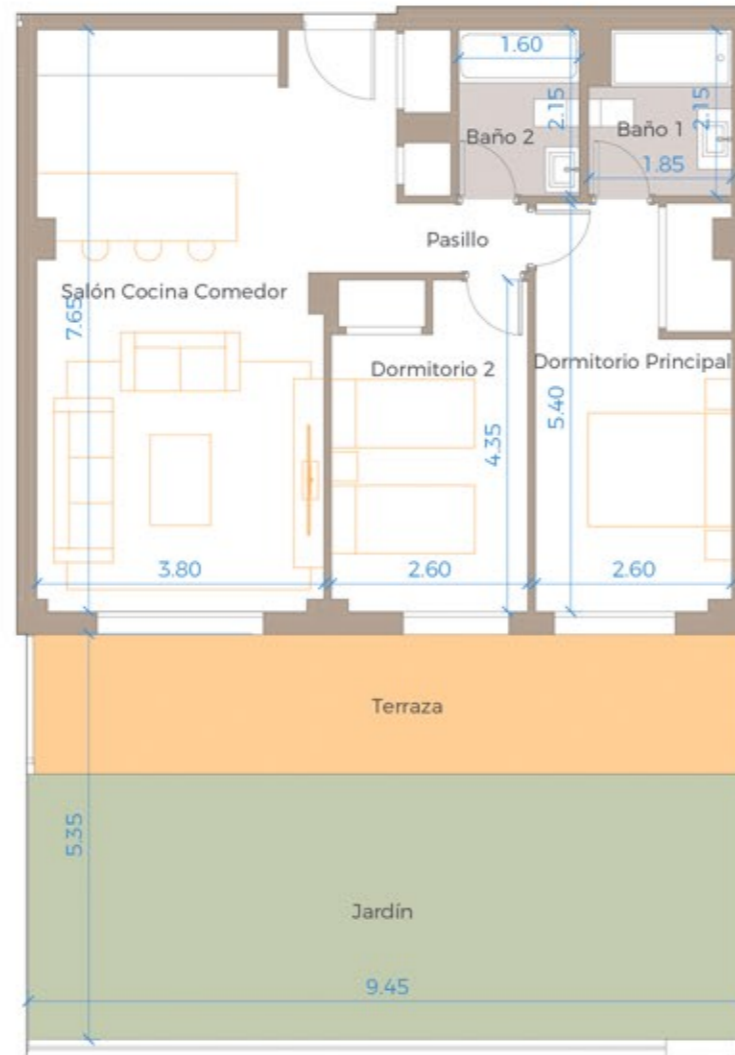 1.60
2.15
2.15
Baño 2
Baño 1
1.85
Pasillo
Salón Cocina Comedor
7.65
Dormitorio 2
Dormitorio Principal
5.40
4.35
3.80
2.60
2.60
Terraza
5.35
Jardín
9.45